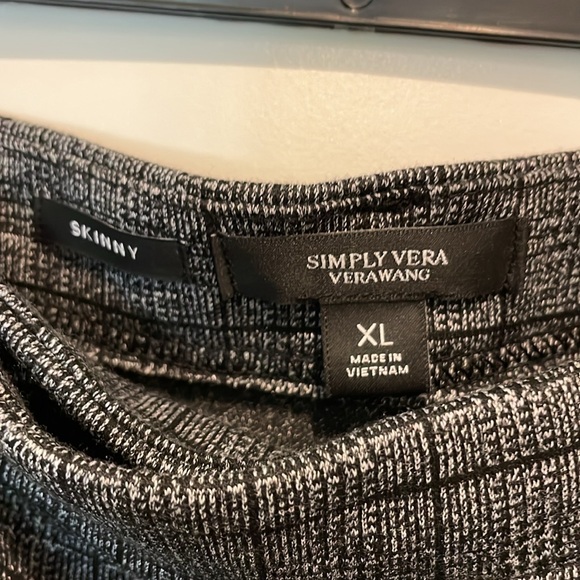 SKINNY
SIMPLY VERA
VERAWANG
XL
MADE IN
VIETNAM